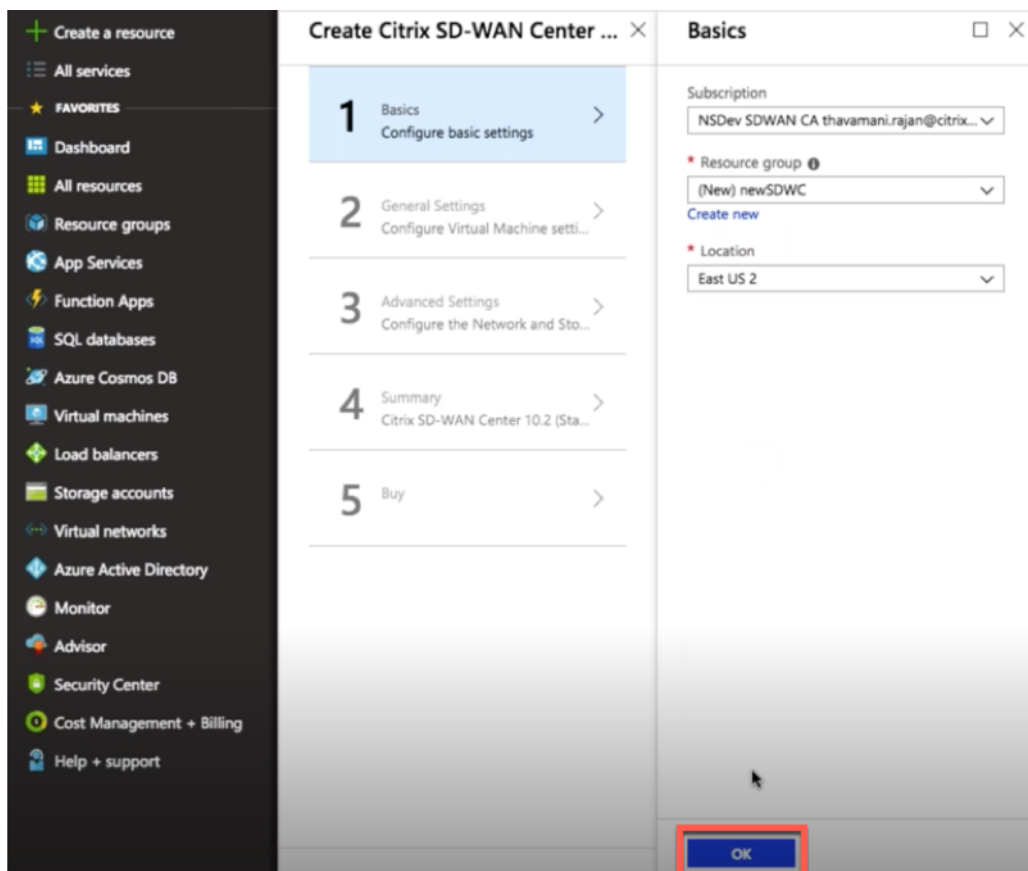 Create a resource
All services
FAVORITES
Dashboard
All resources
Resource groups
App Services
Function Apps
SQL databases
Azure Cosmos DB
Virtual machines
Load balancers
Storage accounts
Virtual networks
Azure Active Directory
Monitor
Advisor
Security Center
Cost Management + Billing
Help + support
Create Citrix SD-WAN Center ...
1
Basics
Configure basic settings
2
General Settings
Configure Virtual Machine setti...
3
Advanced Settings
Configure the Network and Sto...
4
Summary
Citrix SD-WAN Center 10.2 (Sta...
5
Buy
Basics
Subscription
NSDev SDWAN CA thavamani.rajan@citrix...
* Resource group
(New) newSDWC
Create new
* Location
East US 2
OK